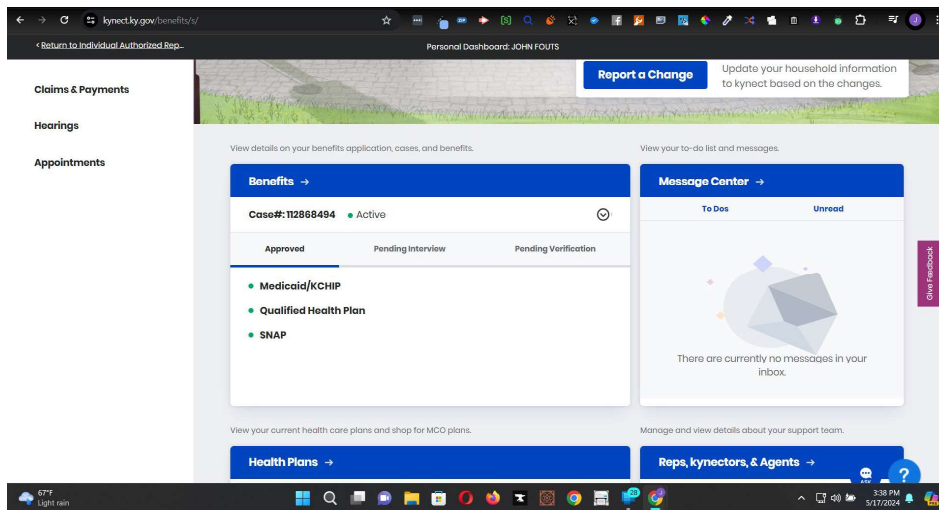 kynect.ky.gov/benefits/s/
Return to Individual Authorized Rep...
Personal Dashboard: JOHN FOUTS
Claims & Payments
Hearings
Appointments
Report a Change
Update your household information
to kynect based on the changes.
View details on your benefits application, cases, and benefits.
Benefits →
Case#: 112868494 Active
Approved Pending Interview Pending Verification
Medicaid/KCHIP
Qualified Health Plan
SNAP
View your to-do list and messages.
Message Center →
To Dos Unread
There are currently no messages in your
inbox.
Give Feedback
View your current health care plans and shop for MCO plans.
Health Plans →
Manage and view details about your support team.
Reps, kynectors, & Agents →
ASK
?
67°F
Light rain
28
3:38 PM
5/17/2024